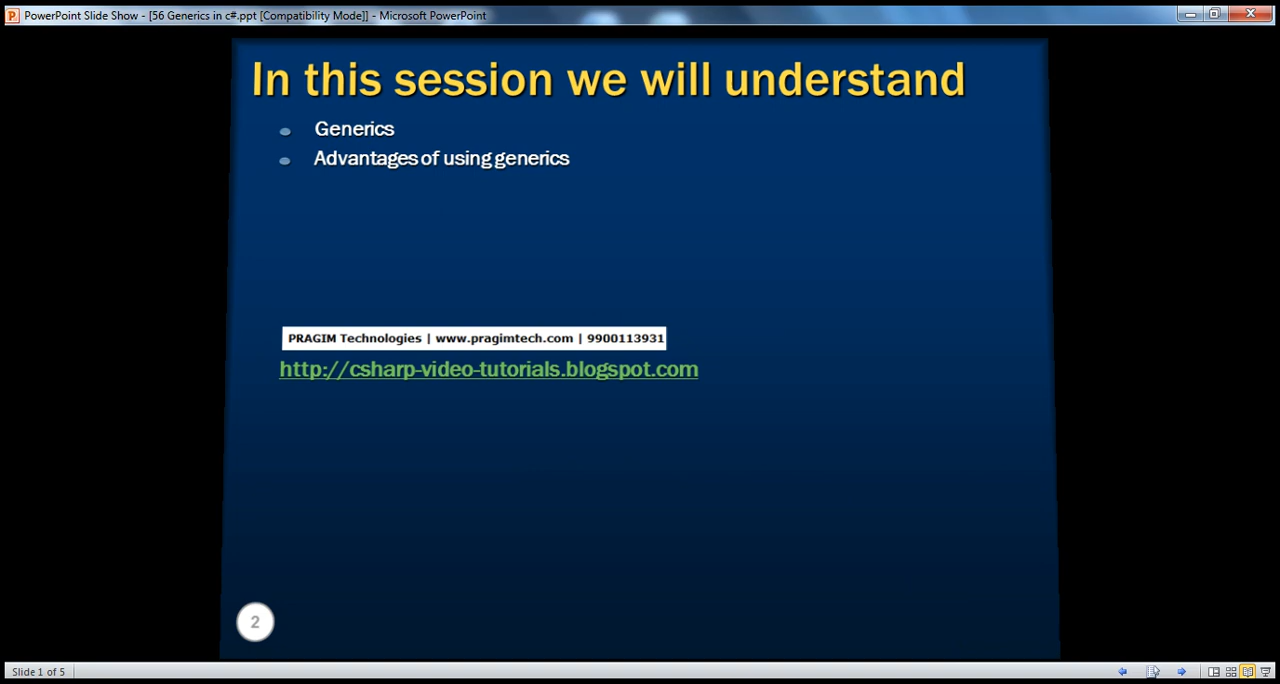 PowerPoint Slide Show - [56 Generics in c#.ppt [Compatibility Mode]] - Microsoft PowerPoint
In this session we will understand
Generics
Advantages of using generics
PRAGIM Technologies | www.pragimtech.com | 9900113931
http://csharp-video-tutorials.blogspot.com
2
Slide 1 of 5